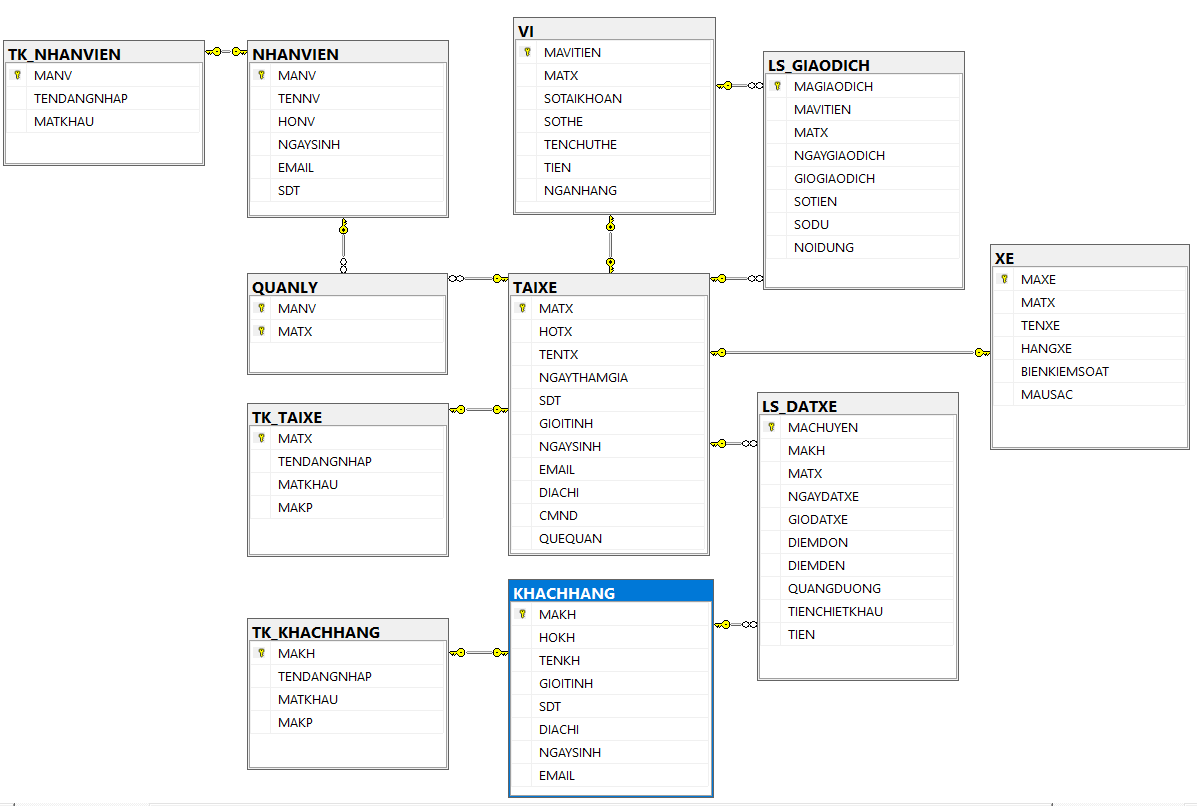 TK_NHANVIEN
MANV
TENDANGNHAP
MATKHAU
NHANVIEN
MANV
TENNV
HONV
NGAYSINH
EMAIL
SDT
VI
MAVITIEN
MATX
SOTAIKHOAN
SOTHE
TENCHUTHE
TIEN
NGANHANG
LS_GIAODICH
MAGIAODICH
MAVITIEN
MATX
NGAYGIAODICH
GIOGIAODICH
SOTIEN
SODU
NOIDUNG
QUANLY
MANV
MATX
TAIXE
MATX
HOTX
TENTX
NGAYTHAMGIA
SDT
GIOITINH
NGAYSINH
EMAIL
DIACHI
CMND
QUEQUAN
XE
MAXE
MATX
TENXE
HANGXE
BIENKIEMSOAT
MAUSAC
TK_TAIXE
MATX
TENDANGNHAP
MATKHAU
MAKP
LS_DATXE
MACHUYEN
MAKH
MATX
NGAYDATXE
GIODATXE
DIEMDON
DIEMDEN
QUANGDUONG
TIENCHIETKHAU
TIEN
TK_KHACHHANG
MAKH
TENDANGNHAP
MATKHAU
MAKP
KHACHHANG
MAKH
HOKH
TENKH
GIOITINH
SDT
DIACHI
NGAYSINH
EMAIL